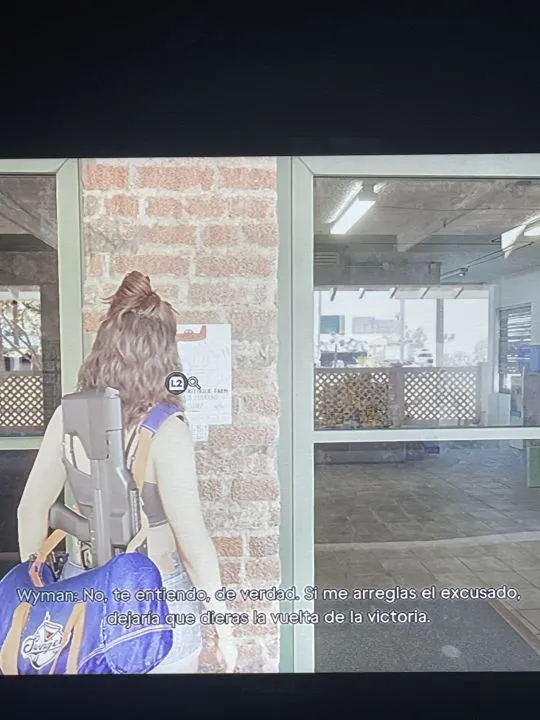 L2
Wyman: No, te entiendo, de verdad. Si me arreglas el excusado,
dejaría que dieras la vuelta de la victoria.